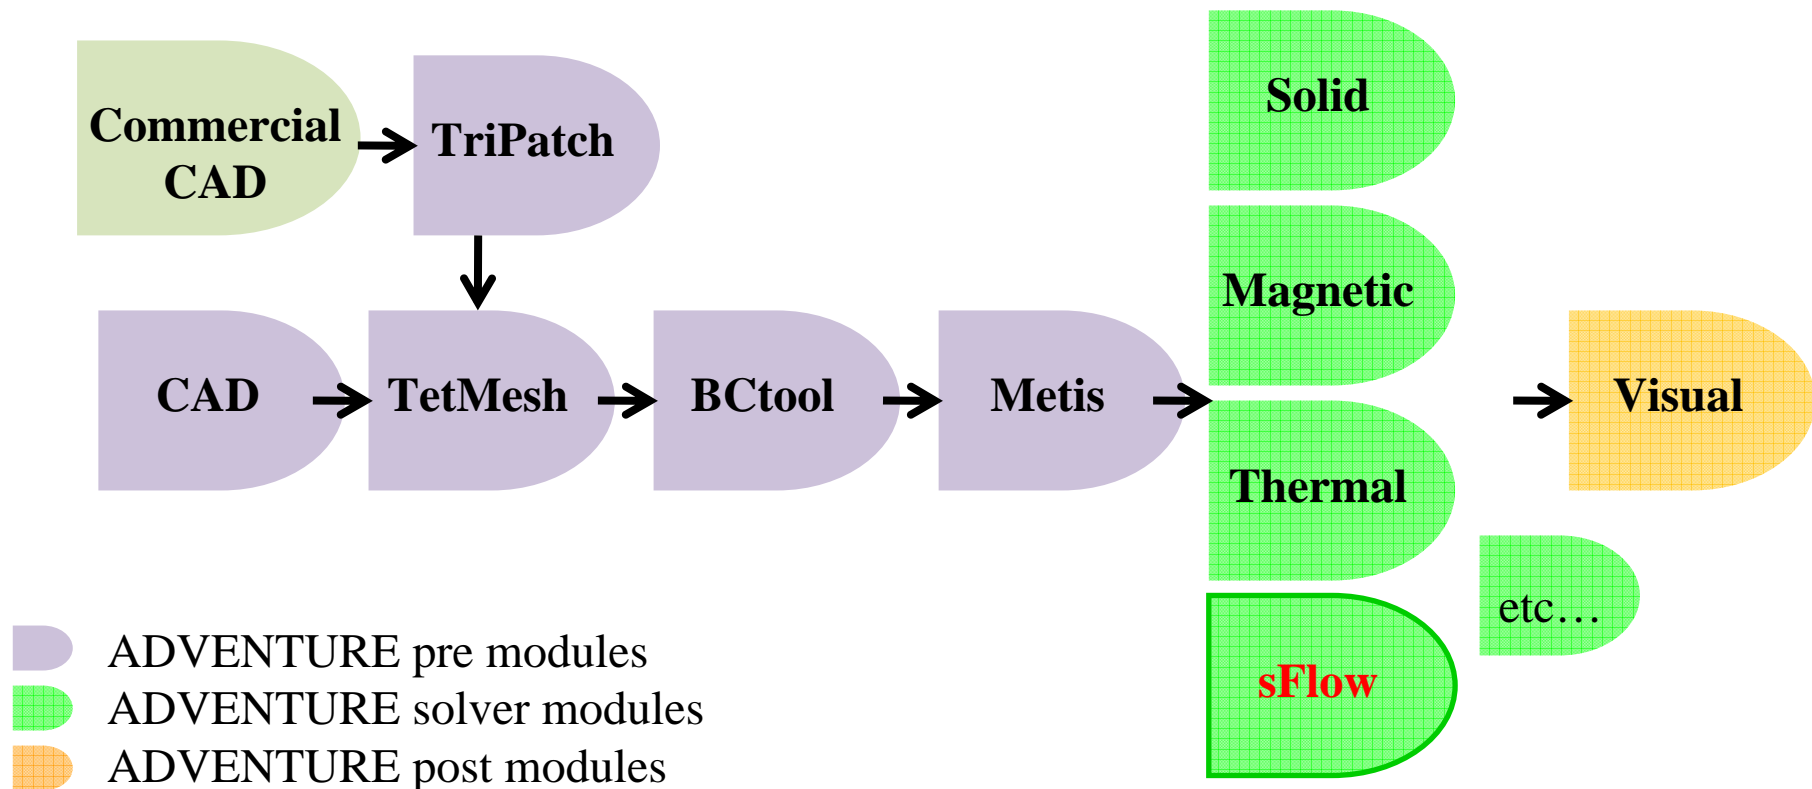 Commercial
CAD
TriPatch
Solid
Magnetic
CAD
TetMesh
BCtool
Metis
Visual
Thermal
etc…
sFlow
ADVENTURE pre modules
ADVENTURE solver modules
ADVENTURE post modules